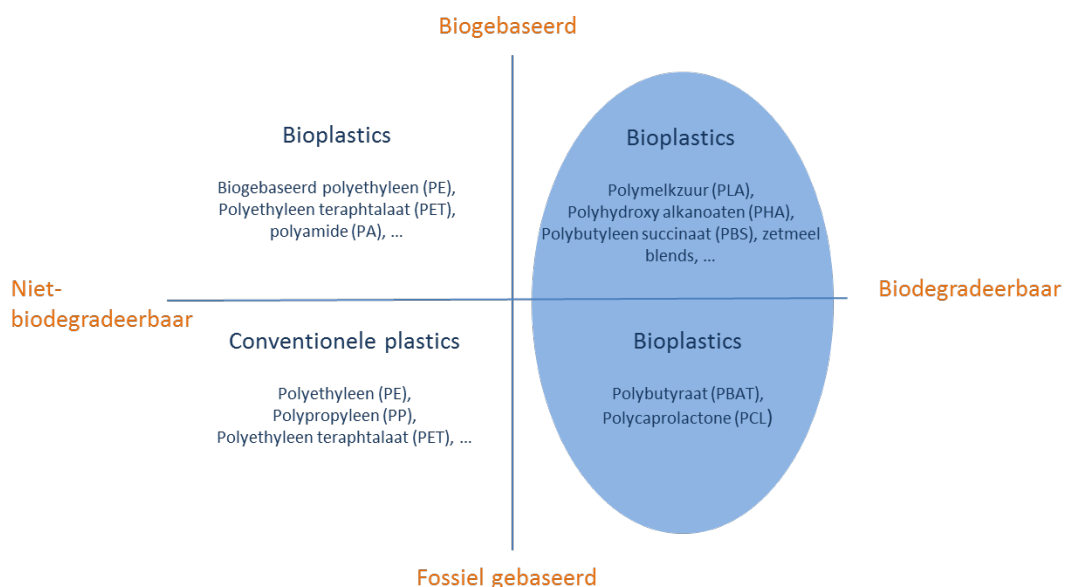 Biogebaseerd
Bioplastics
Biogebaseerd polyethyleen (PE),
Polyethyleen teraphtalaat (PET),
polyamide (PA), ...
Bioplastics
Polymelkzuur (PLA),
Polyhydroxy alkanoaten (PHA),
Polybutyleen succinaat (PBS), zetmeel
blends, ...
Niet-
biodegradeerbaar
Biodegradeerbaar
Conventionele plastics
Polyethyleen (PE),
Polypropyleen (PP),
Polyethyleen teraphtalaat (PET), ...
Bioplastics
Polybutyraat (PBAT),
Polycaprolactone (PCL)
Fossiel gebaseerd